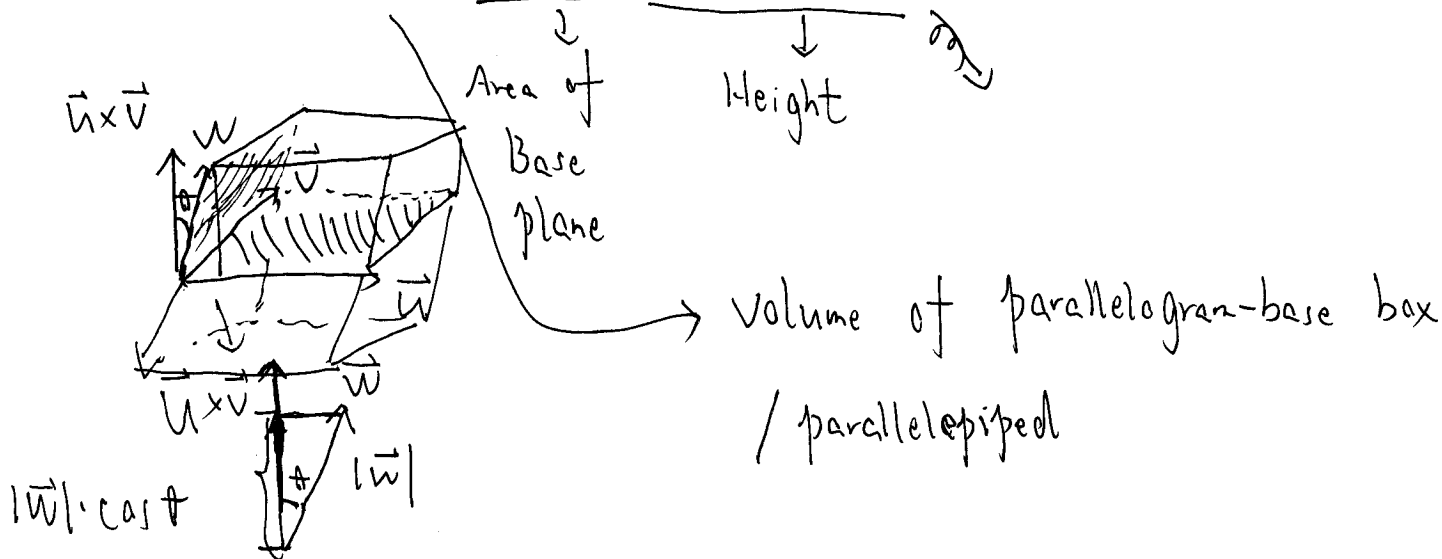 Area of
Base
plane
Height
u⃗×v⃗
w
v⃗
θ
u⃗
u⃗×v⃗
w⃗
|w⃗|
θ
|w⃗|·cosθ
volume of parallelogram-base box
/ parallelepiped